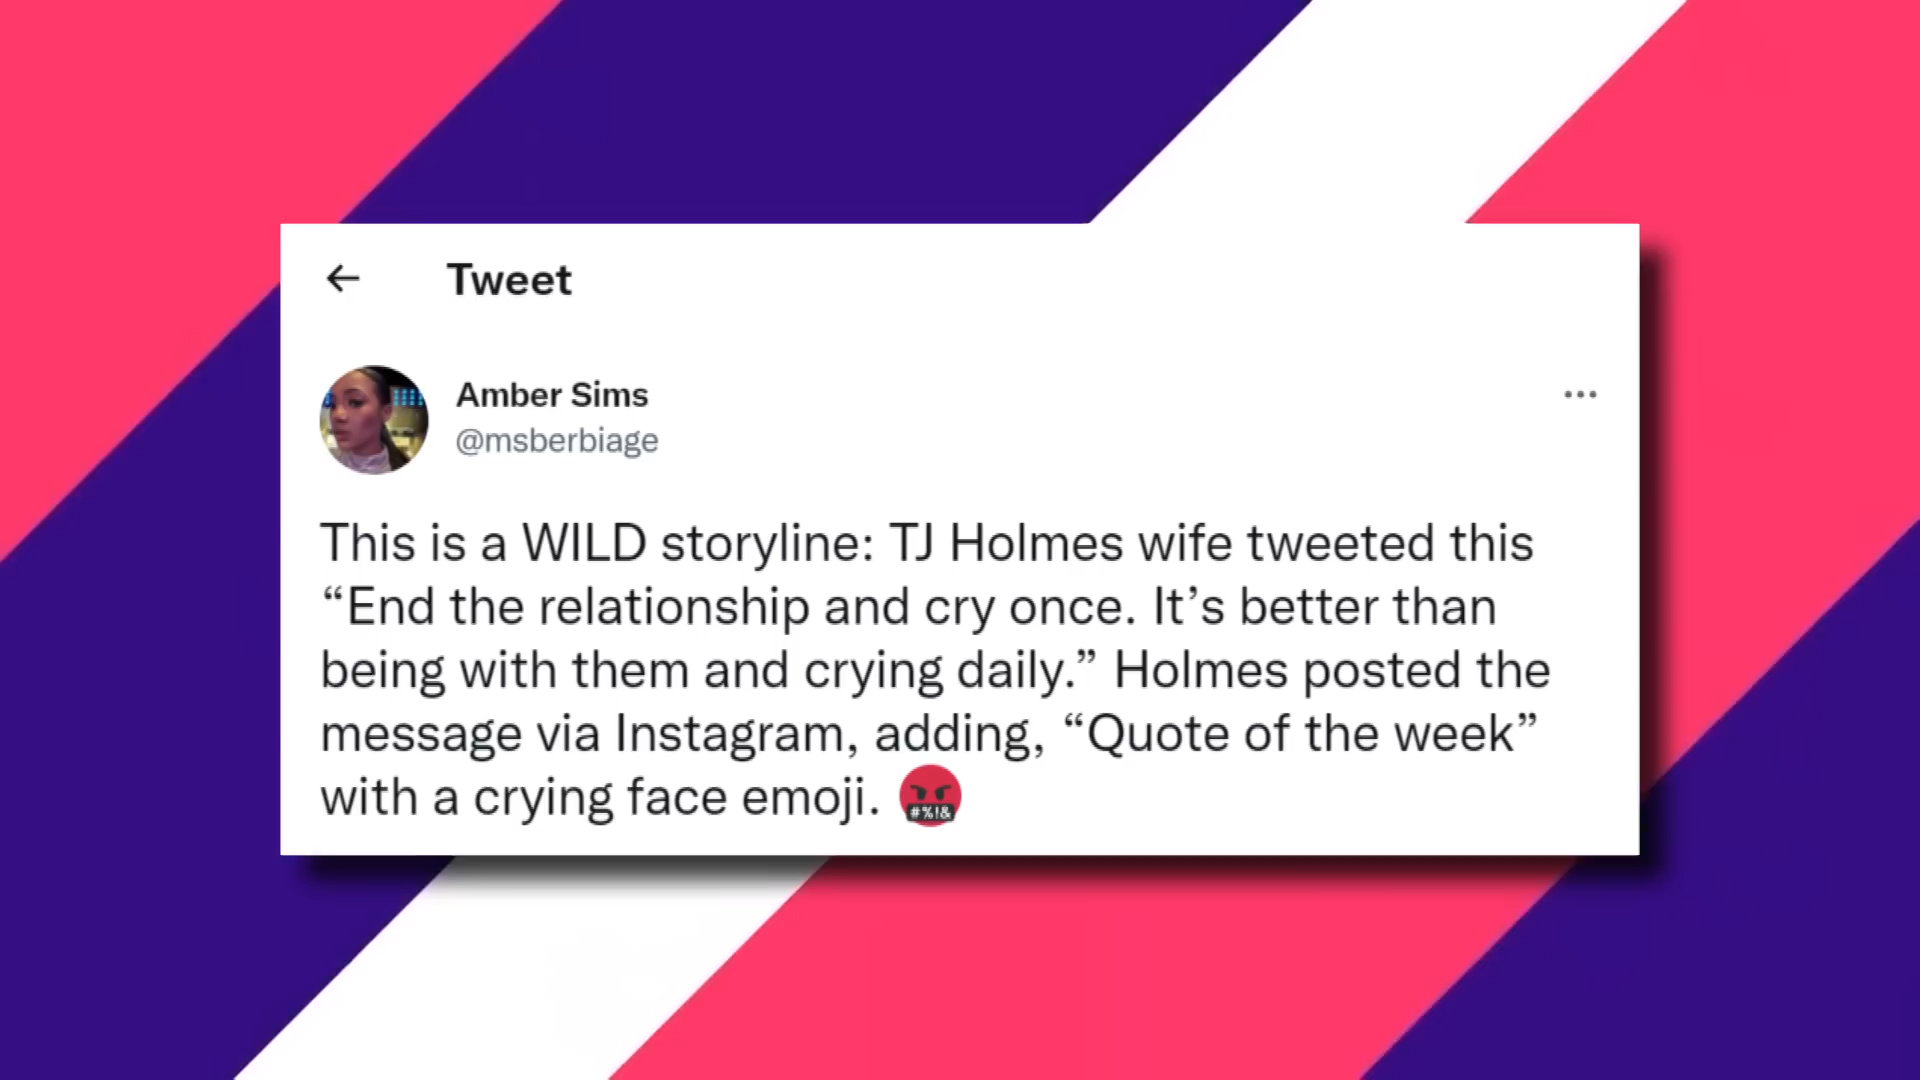 ← Tweet
Amber Sims
@msberbiage
This is a WILD storyline: TJ Holmes wife tweeted this
“End the relationship and cry once. It’s better than
being with them and crying daily.” Holmes posted the
message via Instagram, adding, “Quote of the week”
with a crying face emoji. 🤬